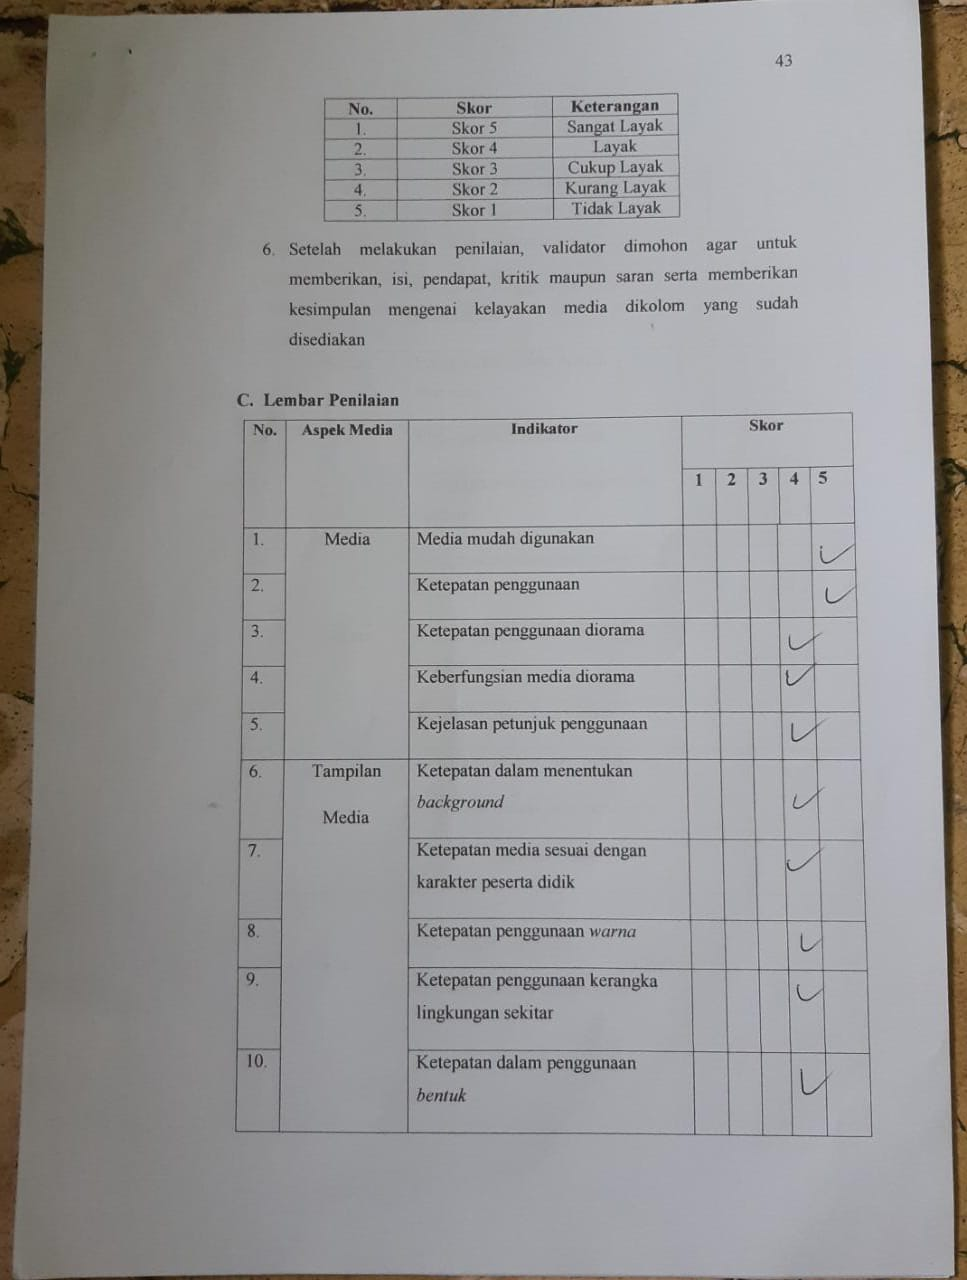 43
No. Skor Keterangan
1. Skor 5 Sangat Layak
2. Skor 4 Layak
3. Skor 3 Cukup Layak
4. Skor 2 Kurang Layak
5. Skor 1 Tidak Layak
6. Setelah melakukan penilaian, validator dimohon agar untuk
memberikan, isi, pendapat, kritik maupun saran serta memberikan
kesimpulan mengenai kelayakan media dikolom yang sudah
disediakan
C. Lembar Penilaian
No. Aspek Media Indikator Skor
1 2 3 4 5
1. Media Media mudah digunakan ✓
2. Ketepatan penggunaan ✓
3. Ketepatan penggunaan diorama ✓
4. Keberfungsian media diorama ✓
5. Kejelasan petunjuk penggunaan ✓
6. Tampilan Ketepatan dalam menentukan
Media background ✓
7. Ketepatan media sesuai dengan ✓
karakter peserta didik
8. Ketepatan penggunaan warna ✓
9. Ketepatan penggunaan kerangka ✓
lingkungan sekitar
10. Ketepatan dalam penggunaan ✓
bentuk